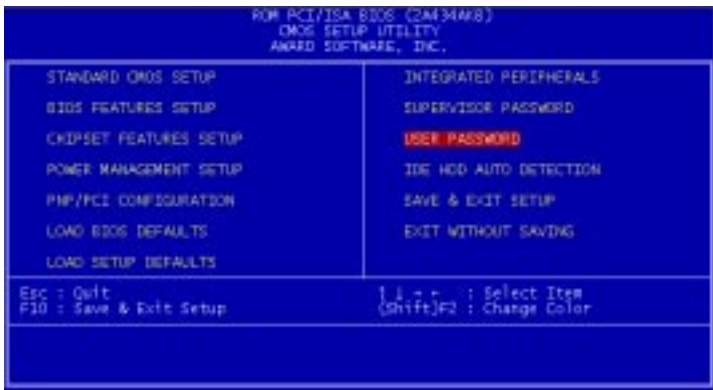 ROM PCI/ISA BIOS (2A434AK8)
CMOS SETUP UTILITY
AWARD SOFTWARE, INC.
STANDARD CMOS SETUP
BIOS FEATURES SETUP
CHIPSET FEATURES SETUP
POWER MANAGEMENT SETUP
PNP/PCI CONFIGURATION
LOAD BIOS DEFAULTS
LOAD SETUP DEFAULTS
INTEGRATED PERIPHERALS
SUPERVISOR PASSWORD
USER PASSWORD
IDE HDD AUTO DETECTION
SAVE & EXIT SETUP
EXIT WITHOUT SAVING
Esc : Quit
F10 : Save & Exit Setup
↑ ↓ → ← : Select Item
(Shift)F2 : Change Color